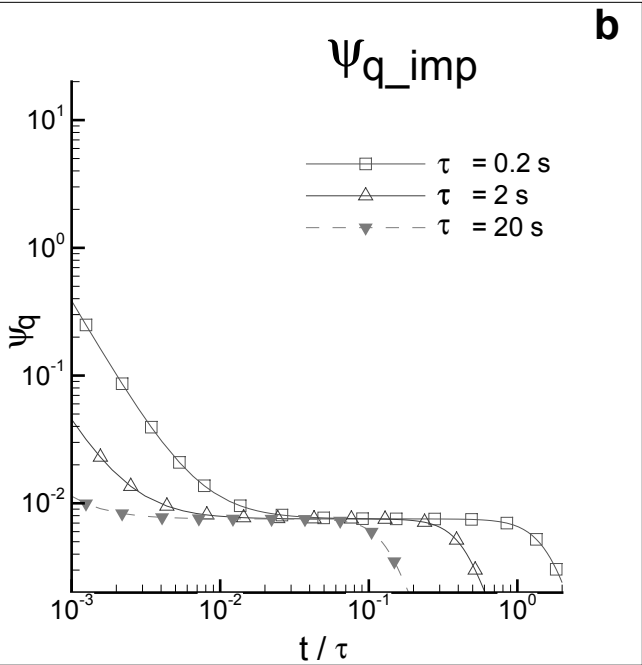 b
ψq_imp
τ = 0.2 s
τ = 2 s
τ = 20 s
10¹
10⁰
10⁻¹
10⁻²
ψq
10⁻³ 10⁻² 10⁻¹ 10⁰
t / τ